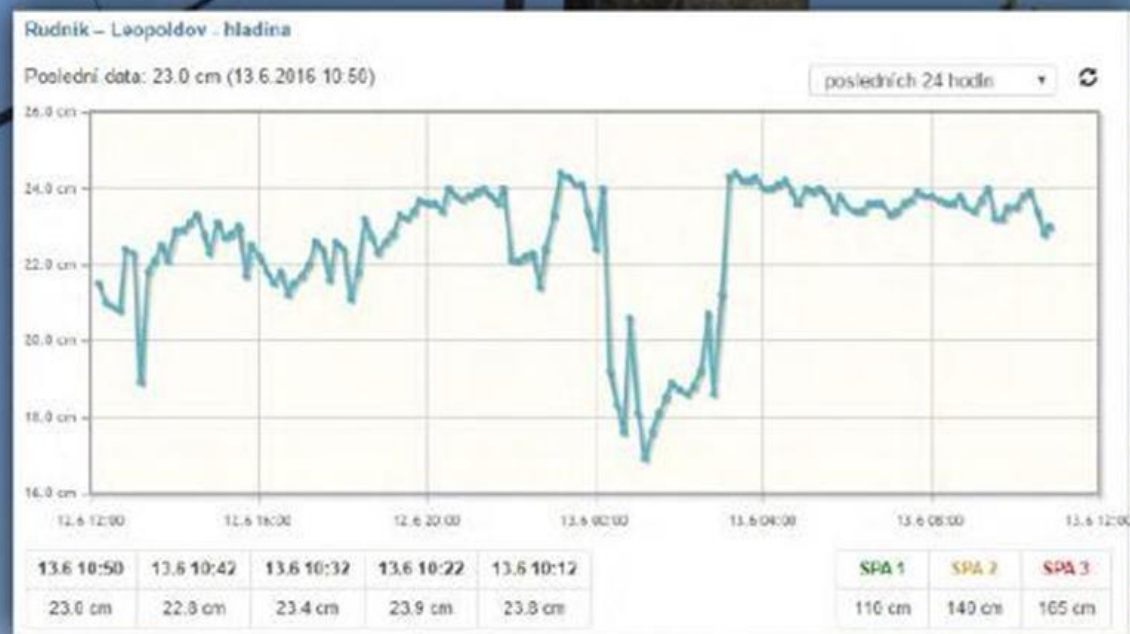 Rudník – Leopoldov - hladina
Poslední data: 23.0 cm (13.6.2016 10:50)
posledních 24 hodin
26.0 cm
24.0 cm
22.0 cm
20.0 cm
18.0 cm
16.0 cm
12.6 12:00 12.6 16:00 12.6 20:00 13.6 00:00 13.6 04:00 13.6 08:00 13.6 12:00
13.6 10:50 13.6 10:42 13.6 10:32 13.6 10:22 13.6 10:12
23.0 cm 22.8 cm 23.4 cm 23.9 cm 23.8 cm
SPA 1 SPA 2 SPA 3
110 cm 140 cm 165 cm